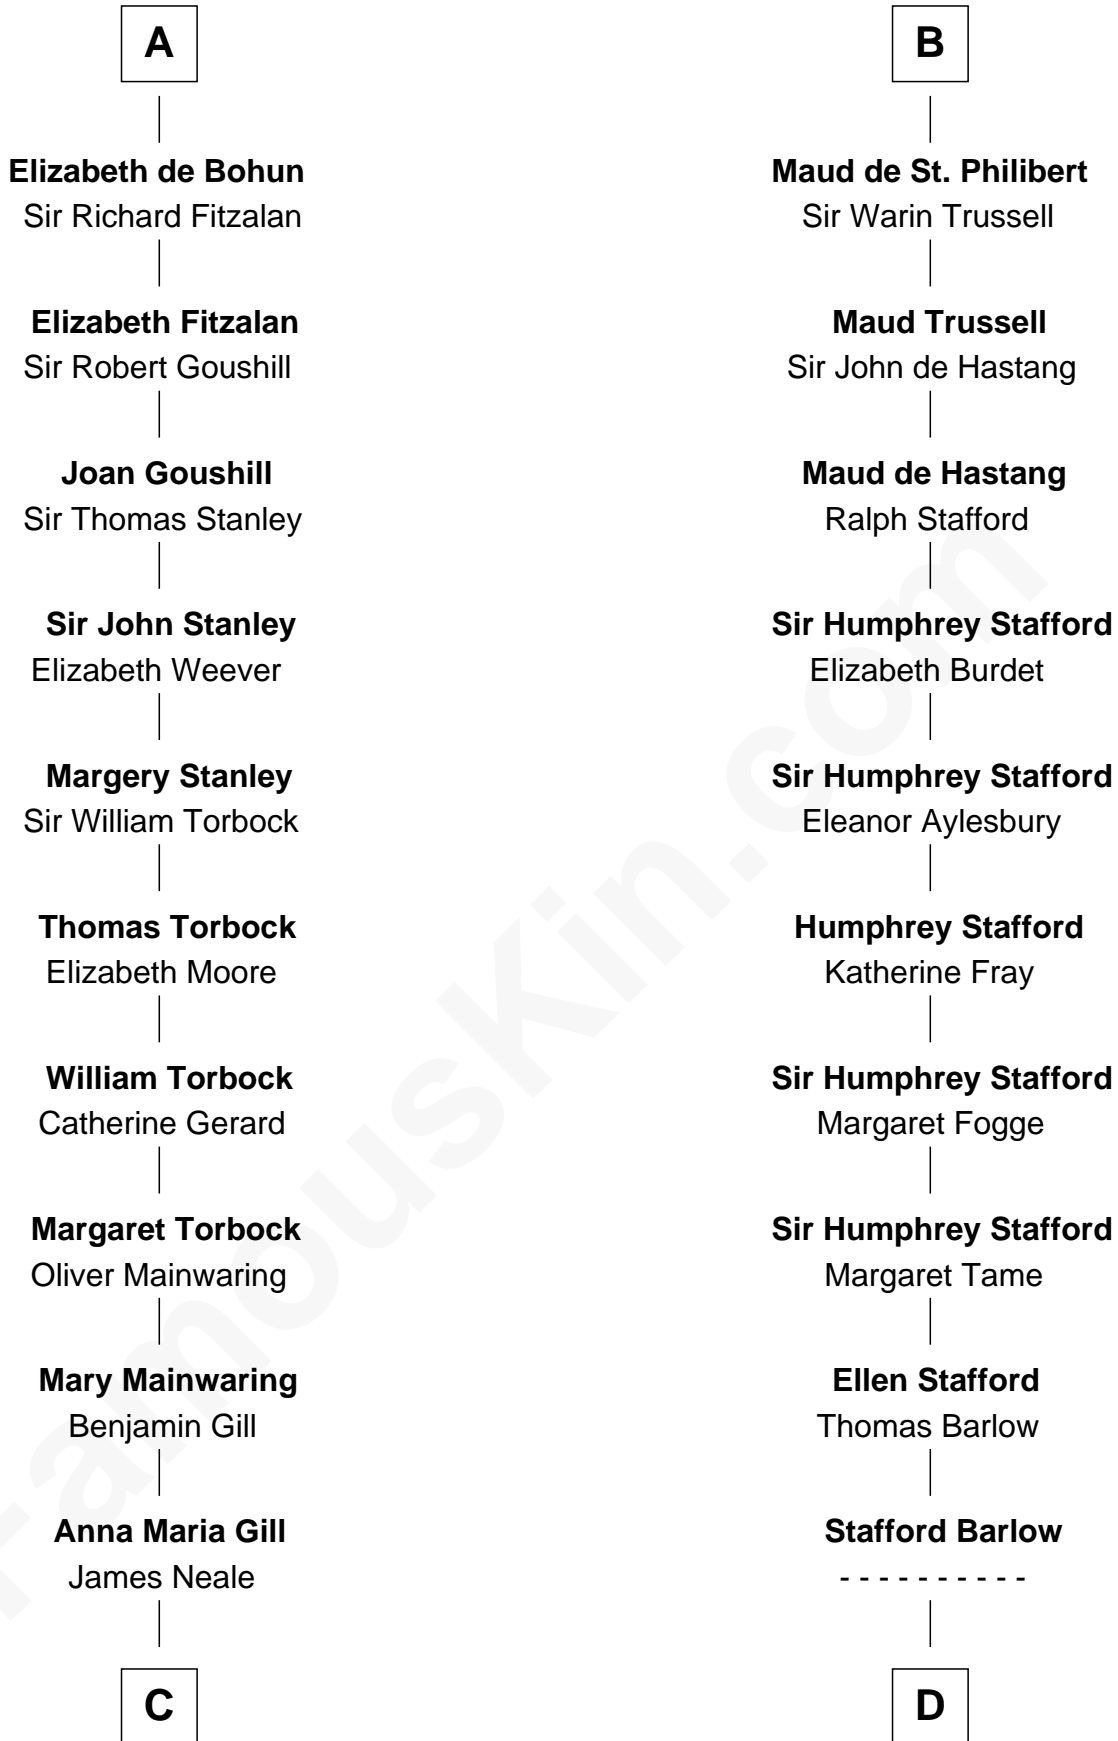 A
Elizabeth de Bohun
Sir Richard Fitzalan
Elizabeth Fitzalan
Sir Robert Goushill
Joan Goushill
Sir Thomas Stanley
Sir John Stanley
Elizabeth Weever
Margery Stanley
Sir William Torbock
Thomas Torbock
Elizabeth Moore
William Torbock
Catherine Gerard
Margaret Torbock
Oliver Mainwaring
Mary Mainwaring
Benjamin Gill
Anna Maria Gill
James Neale
C
B
Maud de St. Philibert
Sir Warin Trussell
Maud Trussell
Sir John de Hastang
Maud de Hastang
Ralph Stafford
Sir Humphrey Stafford
Elizabeth Burdet
Sir Humphrey Stafford
Eleanor Aylesbury
Humphrey Stafford
Katherine Fray
Sir Humphrey Stafford
Margaret Fogge
Sir Humphrey Stafford
Margaret Tame
Ellen Stafford
Thomas Barlow
Stafford Barlow
- - - - - - - - - -
D
FamousKin.com